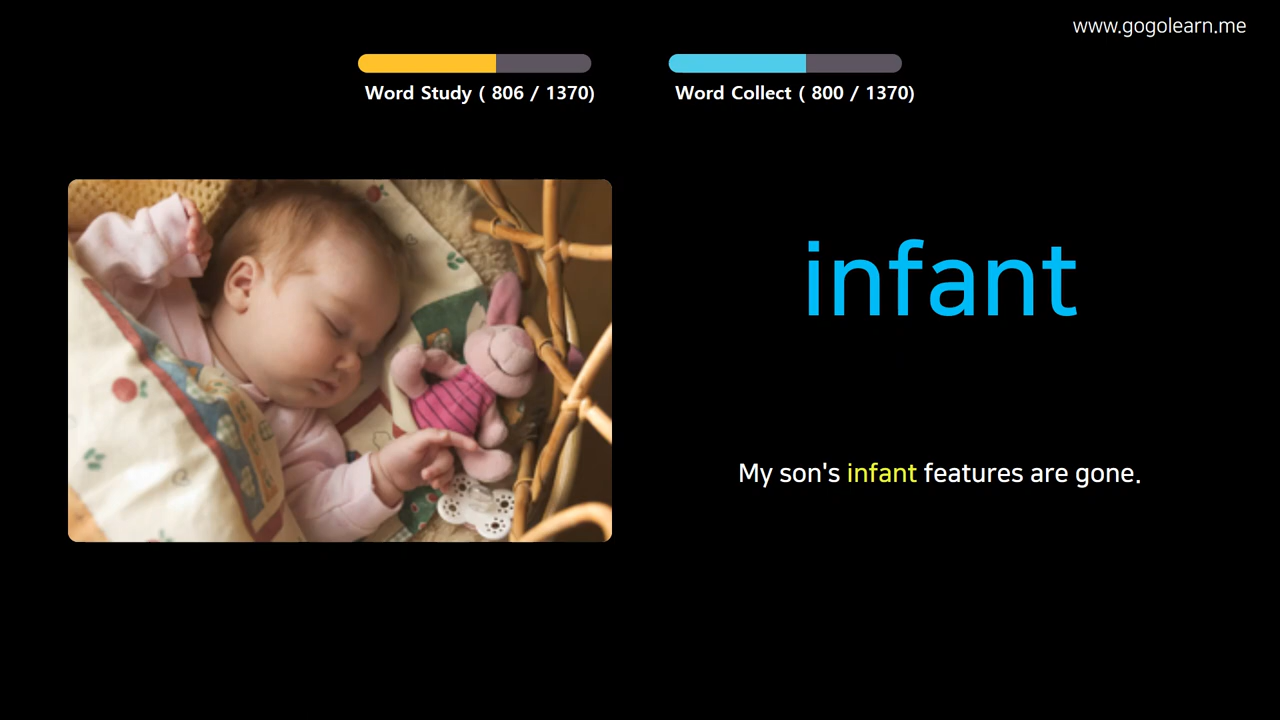 www.gogolearn.me
Word Study ( 806 / 1370)
Word Collect ( 800 / 1370)
infant
My son's infant features are gone.